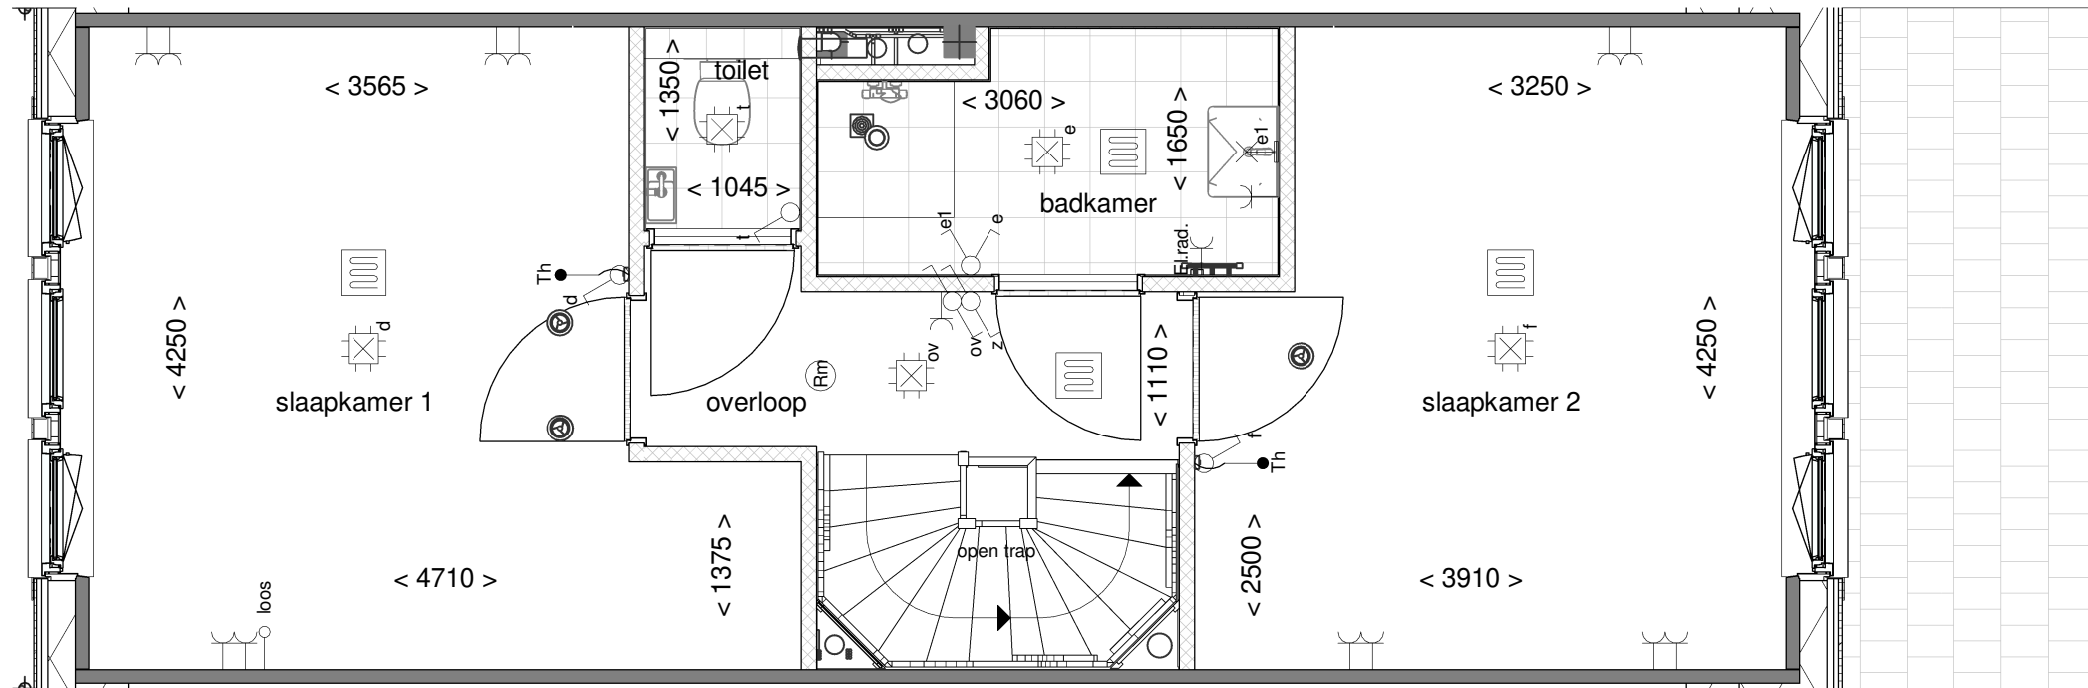 < 3565 >
< 1350 >
toilet
t
< 1045 >
t
< 3060 >
e
< 1650 >
e1
badkamer
e1
e
El.rad.
< 3250 >
Th
d
d
< 4250 >
slaapkamer 1
overloop
Rm
ov
ov
z
< 1110 >
f
slaapkamer 2
< 4250 >
f
Th
< 4710 >
loos
< 1375 >
open trap
< 2500 >
< 3910 >